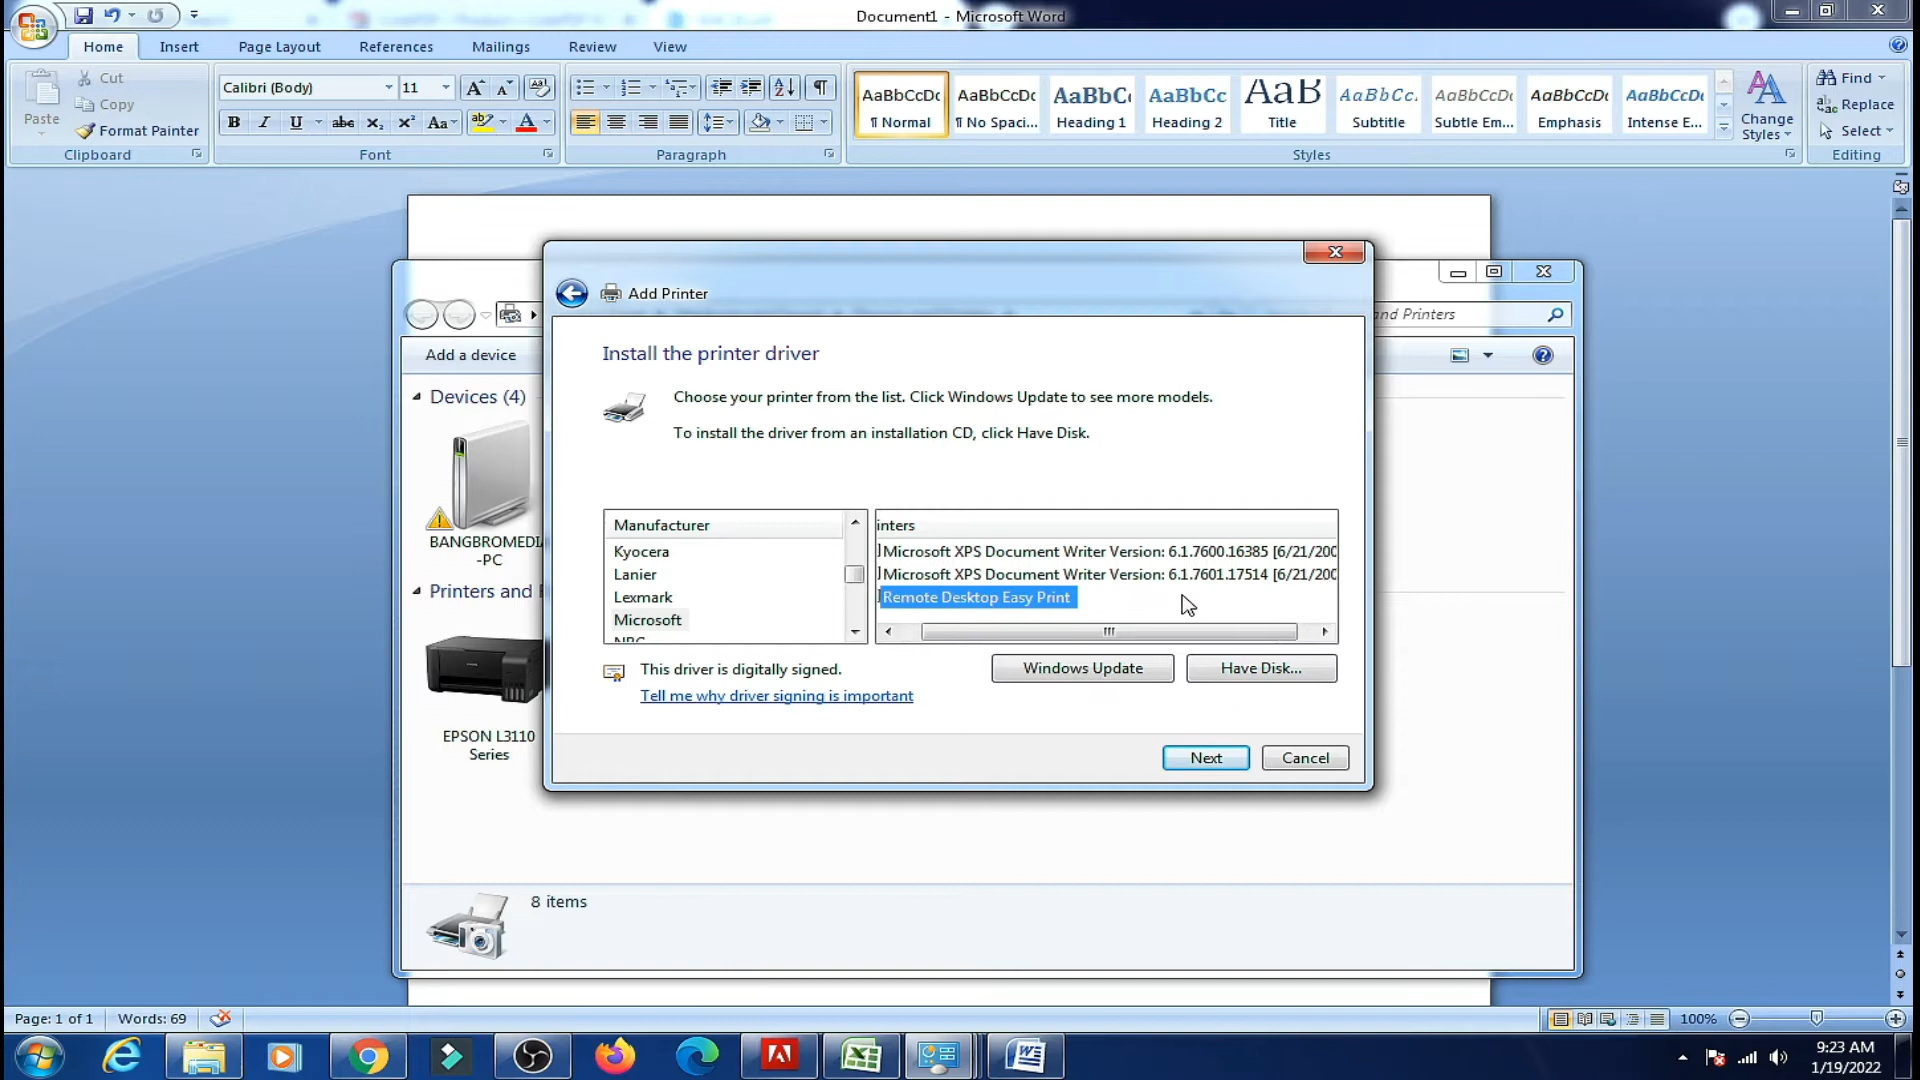 Document1 - Microsoft Word
Home
Insert
Page Layout
References
Mailings
Review
View
Paste
Cut
Copy
Format Painter
Clipboard
Calibri (Body)
11
Font
Paragraph
AaBbCcDc
¶ Normal
AaBbCcDc
¶ No Spaci...
AaBbC
Heading 1
AaBbCc
Heading 2
AaB
Title
AaBbCc.
Subtitle
AaBbCcDc
Subtle Em...
AaBbCcDc
Emphasis
AaBbCcDc
Intense E...
Change
Styles
Styles
Find
Replace
Select
Editing
Add Printer
and Printers
Add a device
Devices (4)
BANGBROMEDIA
-PC
Printers and
EPSON L3110
Series
8 items
Install the printer driver
Choose your printer from the list. Click Windows Update to see more models.
To install the driver from an installation CD, click Have Disk.
Manufacturer
Kyocera
Lanier
Lexmark
Microsoft
NRG
inters
Microsoft XPS Document Writer Version: 6.1.7600.16385 [6/21/200
Microsoft XPS Document Writer Version: 6.1.7601.17514 [6/21/200
Remote Desktop Easy Print
This driver is digitally signed.
Tell me why driver signing is important
Windows Update
Have Disk...
Next
Cancel
Page: 1 of 1
Words: 69
100%
9:23 AM
1/19/2022